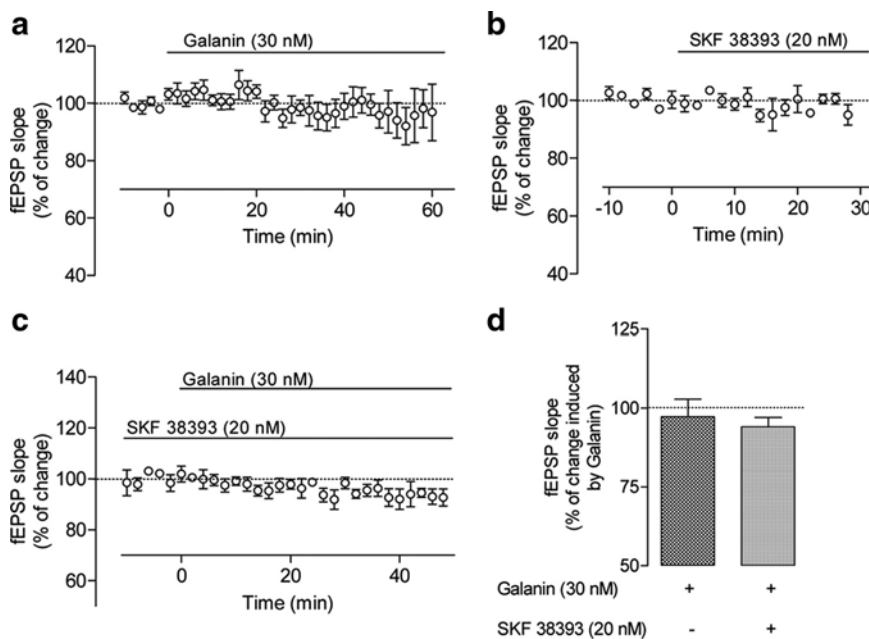 a
Galanin (30 nM)
120
100
80
60
40
fEPSP slope
(% of change)
0
20
40
60
Time (min)
b
SKF 38393 (20 nM)
120
100
80
60
40
fEPSP slope
(% of change)
-10
0
10
20
30
Time (min)
c
Galanin (30 nM)
SKF 38393 (20 nM)
140
120
100
80
60
fEPSP slope
(% of change)
0
20
40
Time (min)
d
125
100
75
50
fEPSP slope
(% of change induced
by Galanin)
Galanin (30 nM) + +
SKF 38393 (20 nM) - +